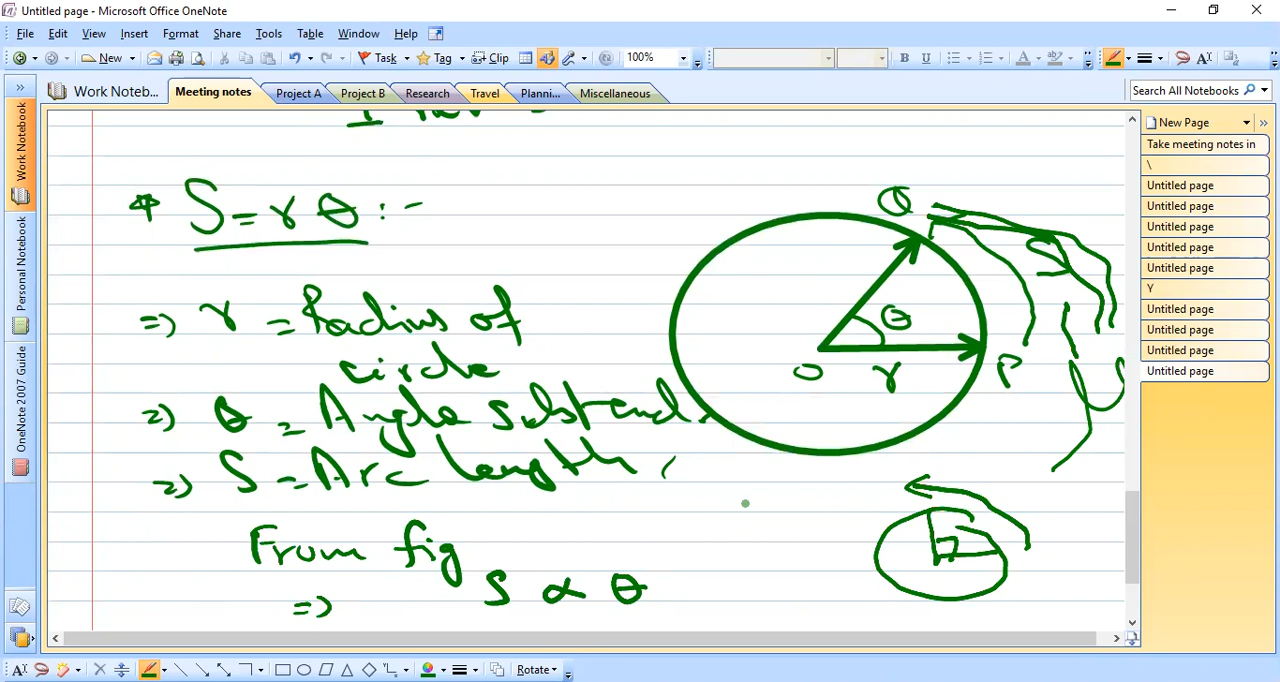 Untitled page - Microsoft Office OneNote
File Edit View Insert Format Share Tools Table Window Help
New Task Tag Clip 100% B U A ab A
Work Noteb... Meeting notes Project A Project B Research Travel Planni... Miscellaneous Search All Notebooks
New Page
Take meeting notes in
\
Untitled page
Untitled page
Untitled page
Untitled page
Untitled page
Y
Untitled page
Untitled page
Untitled page
Untitled page
Work Notebook
Personal Notebook
OneNote 2007 Guide
* S = r θ :-
=> r = Radius of
circle
=> θ = Angle substand.
=> S = Arc length (
From fig
=> S ∝ θ
Q
θ
O r P
S
Rotate